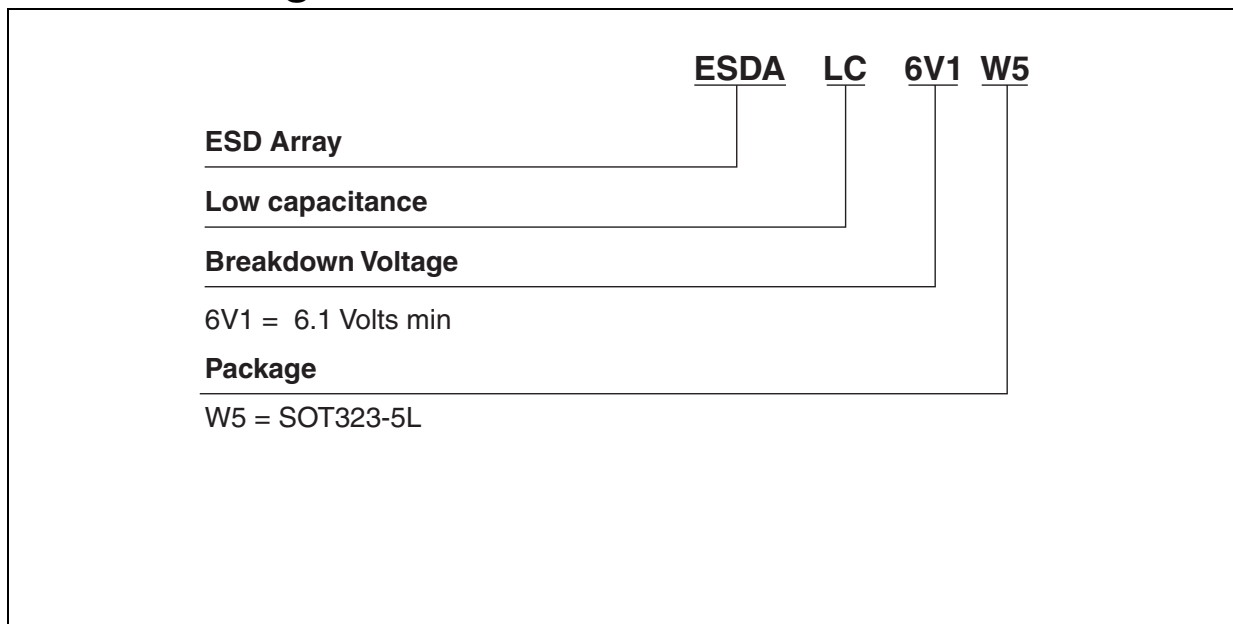 ESDA LC 6V1 W5
ESD Array
Low capacitance
Breakdown Voltage
6V1 = 6.1 Volts min
Package
W5 = SOT323-5L